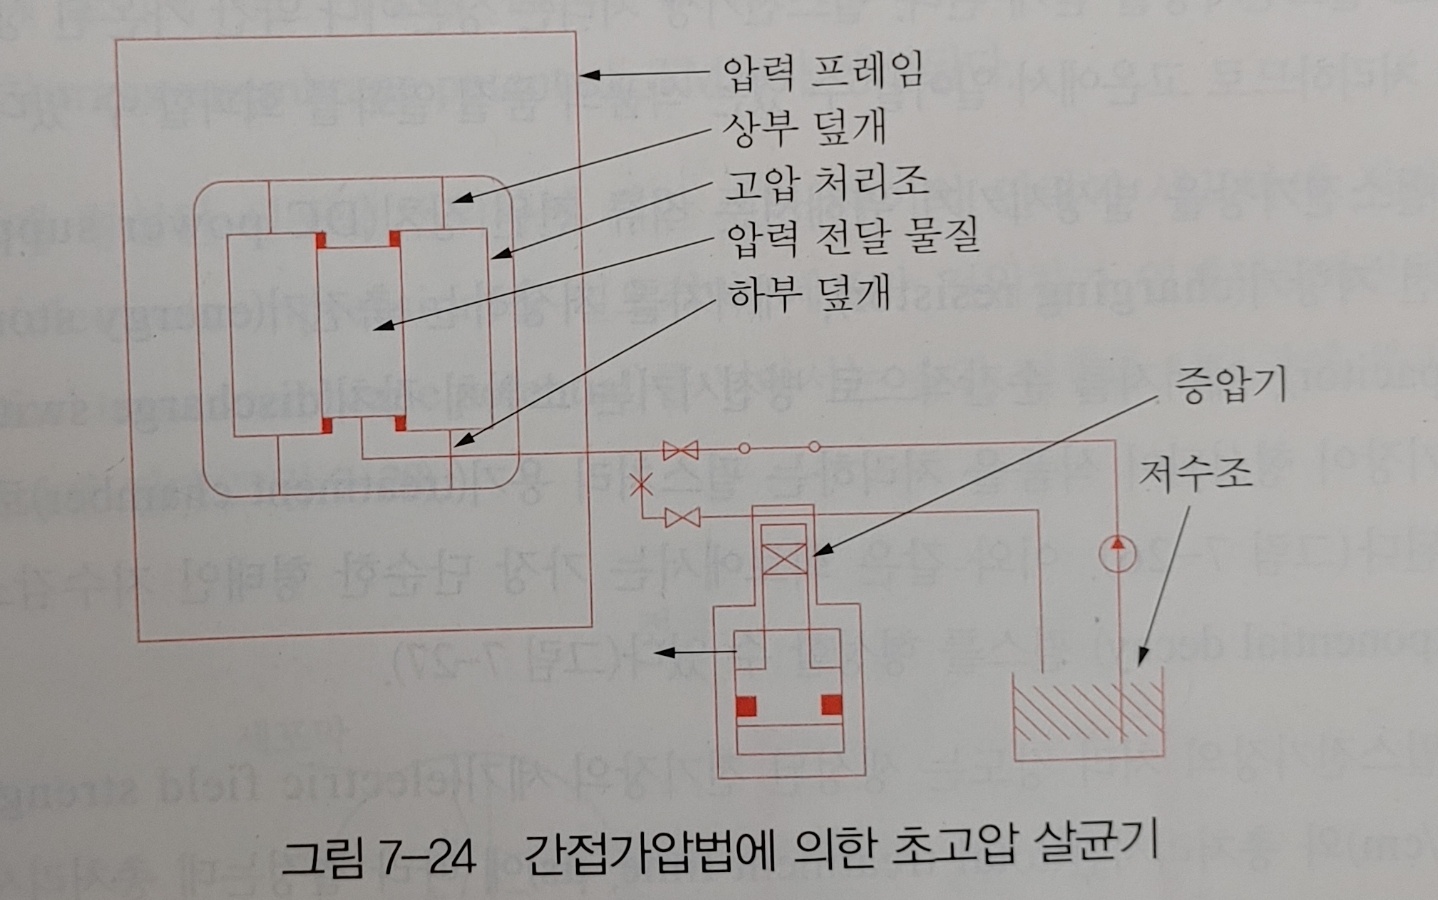 압력 프레임
상부 덮개
고압 처리조
압력 전달 물질
하부 덮개
증압기
저수조
그림 7-24 간접가압법에 의한 초고압 살균기